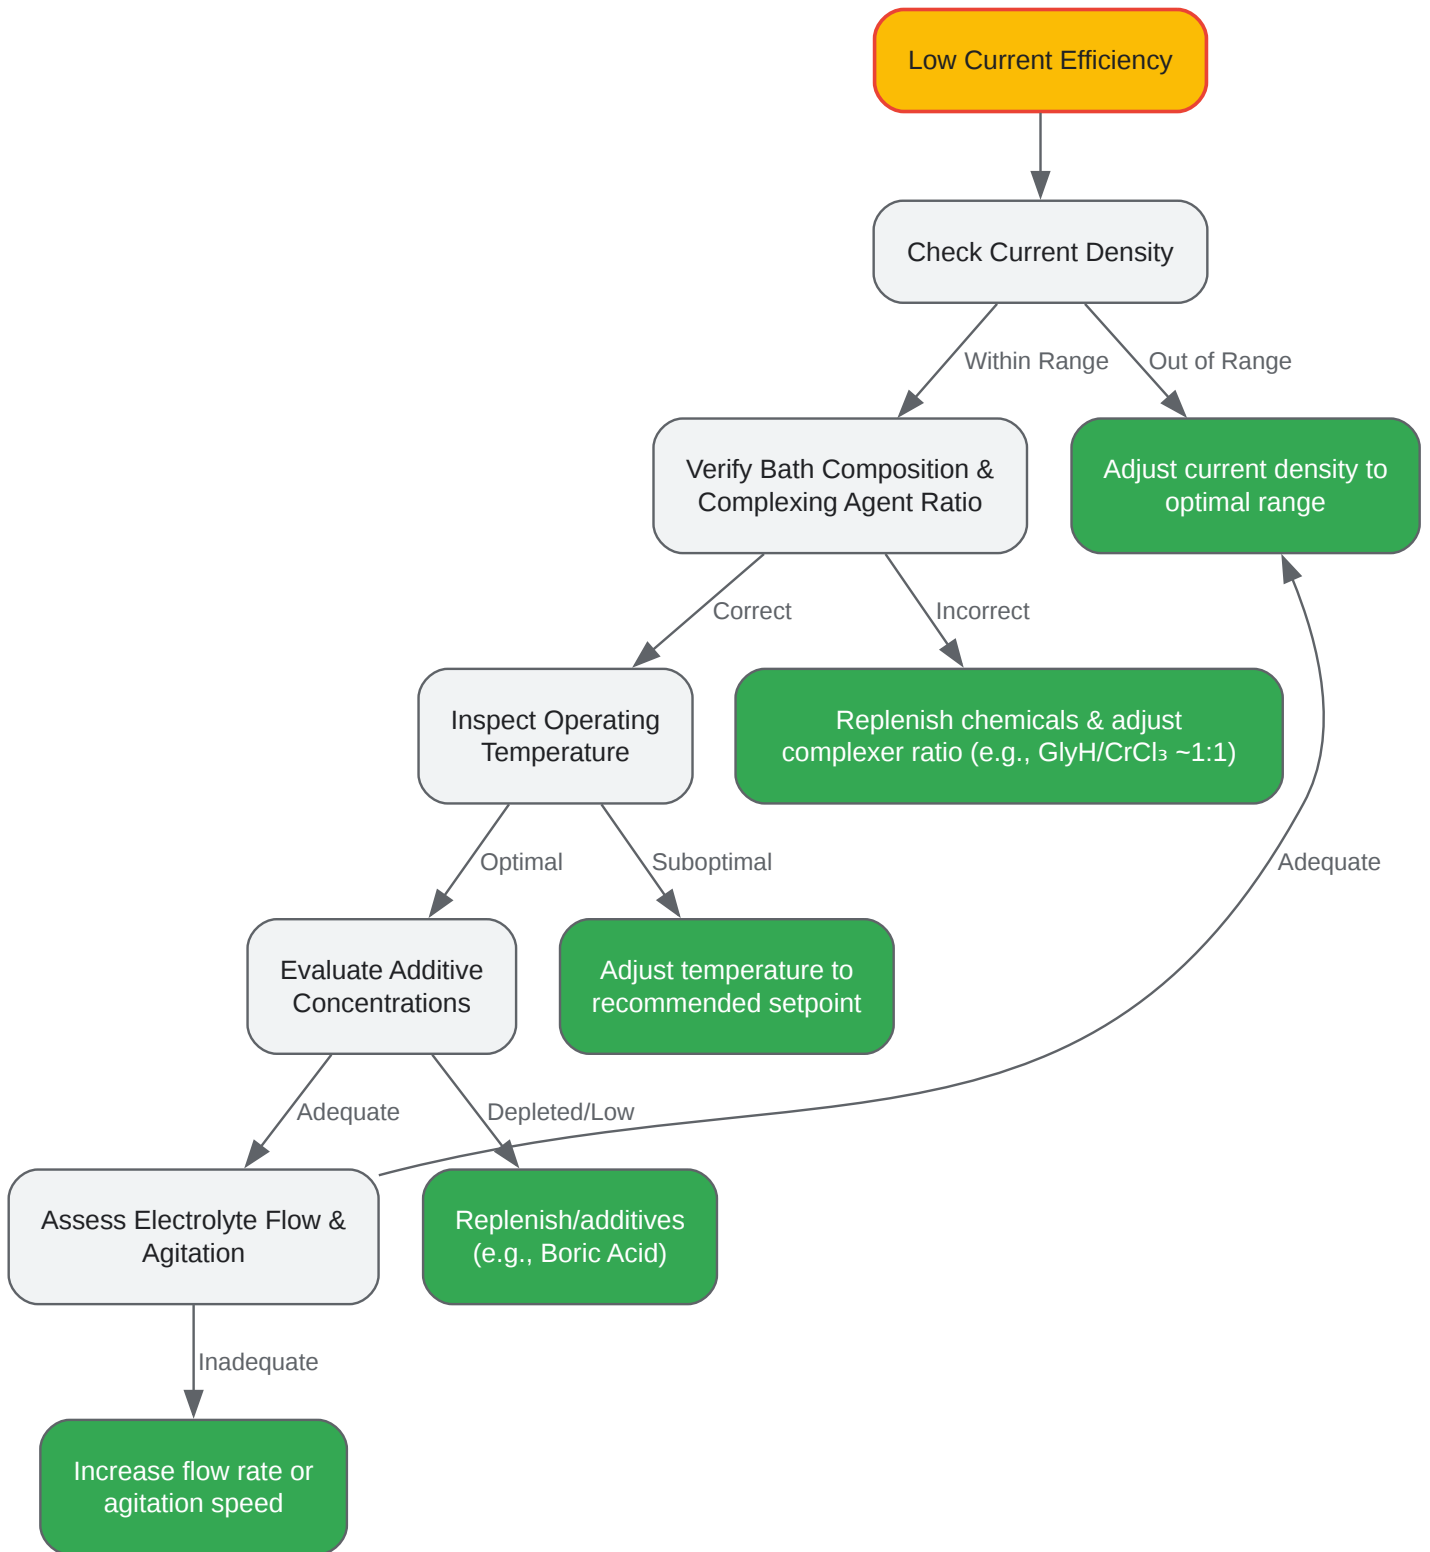 Low Current Efficiency
Check Current Density
Within Range
Out of Range
Verify Bath Composition &
Complexing Agent Ratio
Adjust current density to
optimal range
Correct
Incorrect
Inspect Operating
Temperature
Replenish chemicals & adjust
complexer ratio (e.g., GlyH/CrCl₃ ~1:1)
Optimal
Suboptimal
Adequate
Evaluate Additive
Concentrations
Adjust temperature to
recommended setpoint
Adequate
Depleted/Low
Assess Electrolyte Flow &
Agitation
Replenish/additives
(e.g., Boric Acid)
Inadequate
Increase flow rate or
agitation speed